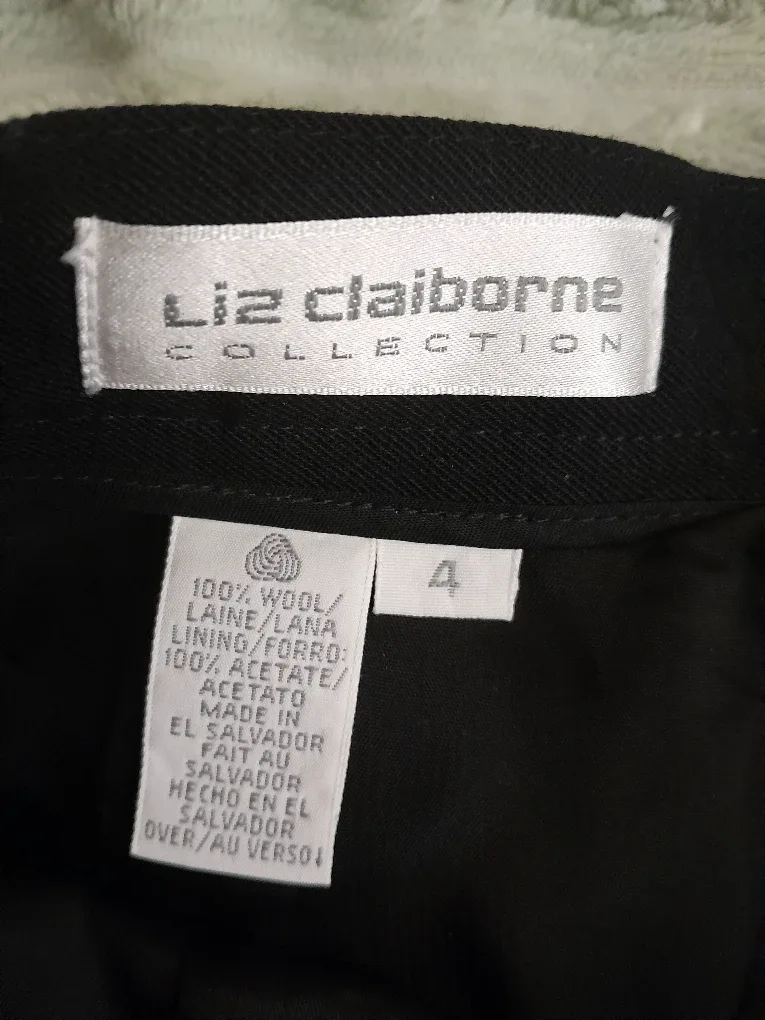 Liz claiborne
COLLECTION
4
100% WOOL/
LAINE/LANA
LINING/FORRO:
100% ACETATE/
ACETATO
MADE IN
EL SALVADOR
FAIT AU
SALVADOR
HECHO EN EL
SALVADOR
OVER/AU VERSO↓